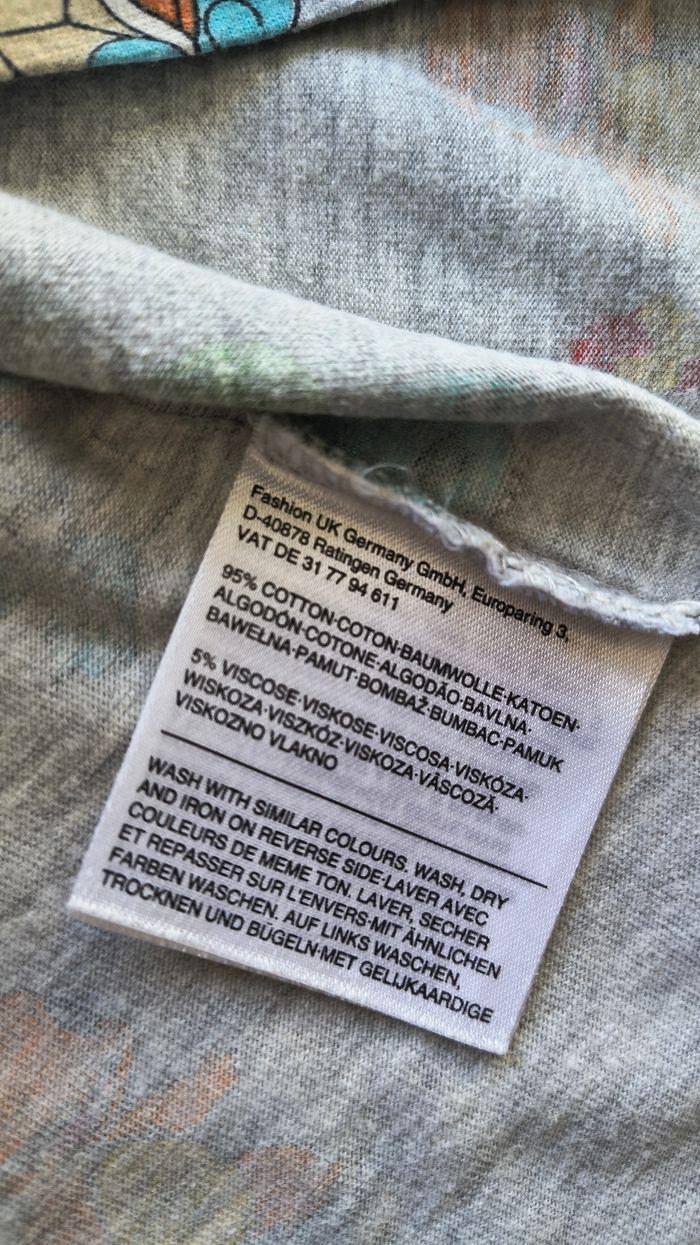 Fashion UK Germany GmbH, Europaring 3,
D-40878 Ratingen Germany
VAT DE 31 77 94 611
95% COTTON·COTON·BAUMWOLLE·KATOEN·
ALGODÓN·COTONE·ALGODÃO·BAVLNA·
BAWEŁNA·PAMUT·BOMBAŽ·BUMBAC·PAMUK
5% VISCOSE·VISKOSE·VISCOSA·VISKÓZA·
WISKOZA·VISZKÓZ·VISKOZA·VÂSCOZĂ·
VISKOZNO VLAKNO
WASH WITH SIMILAR COLOURS. WASH, DRY
AND IRON ON REVERSE SIDE·LAVER AVEC
COULEURS DE MEME TON. LAVER, SECHER
ET REPASSER SUR L'ENVERS·MIT ÄHNLICHEN
FARBEN WASCHEN. AUF LINKS WASCHEN,
TROCKNEN UND BÜGELN·MET GELIJKAARDIGE